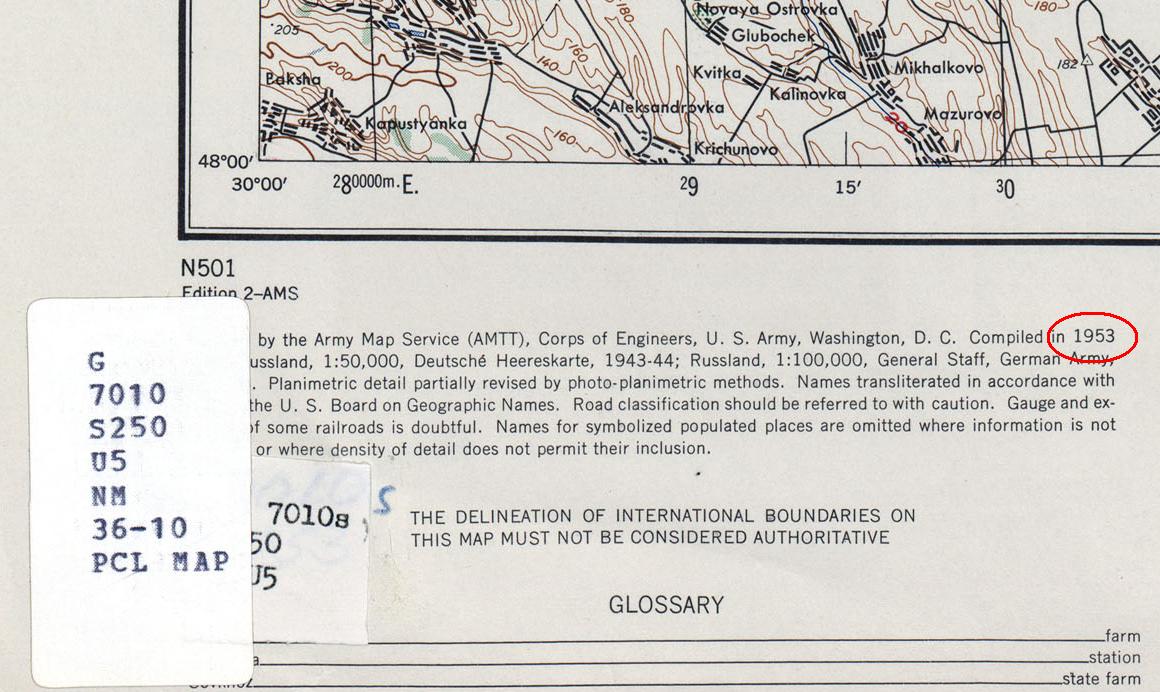 Novaya Ostrovka
180
180
205
Glubochek
160
182
140
Kvitka
Mikhalkovo
200
Paksha
Kalinovka
Aleksandrovka
Mazurovo
20
Kapustyanka
160
Krichunovo
48°00′
30°00′
280000m.E.
29
15′
30
N501
Edition 2–AMS
by the Army Map Service (AMTT), Corps of Engineers, U. S. Army, Washington, D. C. Compiled in 1953
ussland, 1:50,000, Deutsché Heereskarte, 1943-44; Russland, 1:100,000, General Staff, German Army,
. Planimetric detail partially revised by photo-planimetric methods. Names transliterated in accordance with
the U. S. Board on Geographic Names. Road classification should be referred to with caution. Gauge and ex-
of some railroads is doubtful. Names for symbolized populated places are omitted where information is not
or where density of detail does not permit their inclusion.
G
7010
S250
U5
NM
36-10
PCL MAP
S
7010s
50
U5
THE DELINEATION OF INTERNATIONAL BOUNDARIES ON
THIS MAP MUST NOT BE CONSIDERED AUTHORITATIVE
GLOSSARY
farm
a station
state farm